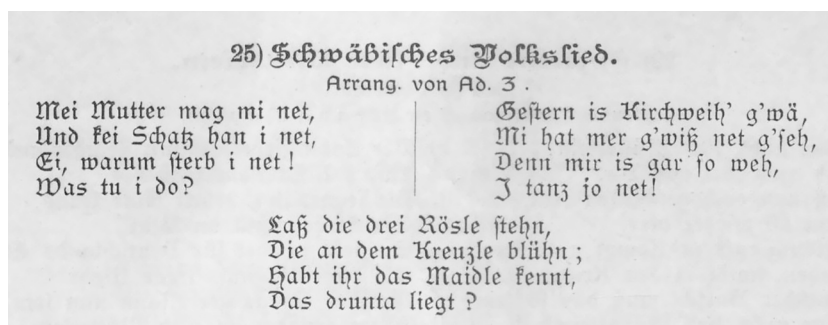 25) Schwäbisches Volkslied.
Arrang. von Ad. Z .
Mei Mutter mag mi net,
Und kei Schatz han i net,
Ei, warum sterb i net!
Was tu i do?
Gestern is Kirchweih' g'wä,
Mi hat mer g'wiß net g'seh,
Denn mir is gar so weh,
I tanz jo net!
Laß die drei Rösle stehn,
Die an dem Kreuzle blühn;
Habt ihr das Maidle kennt,
Das drunta liegt?